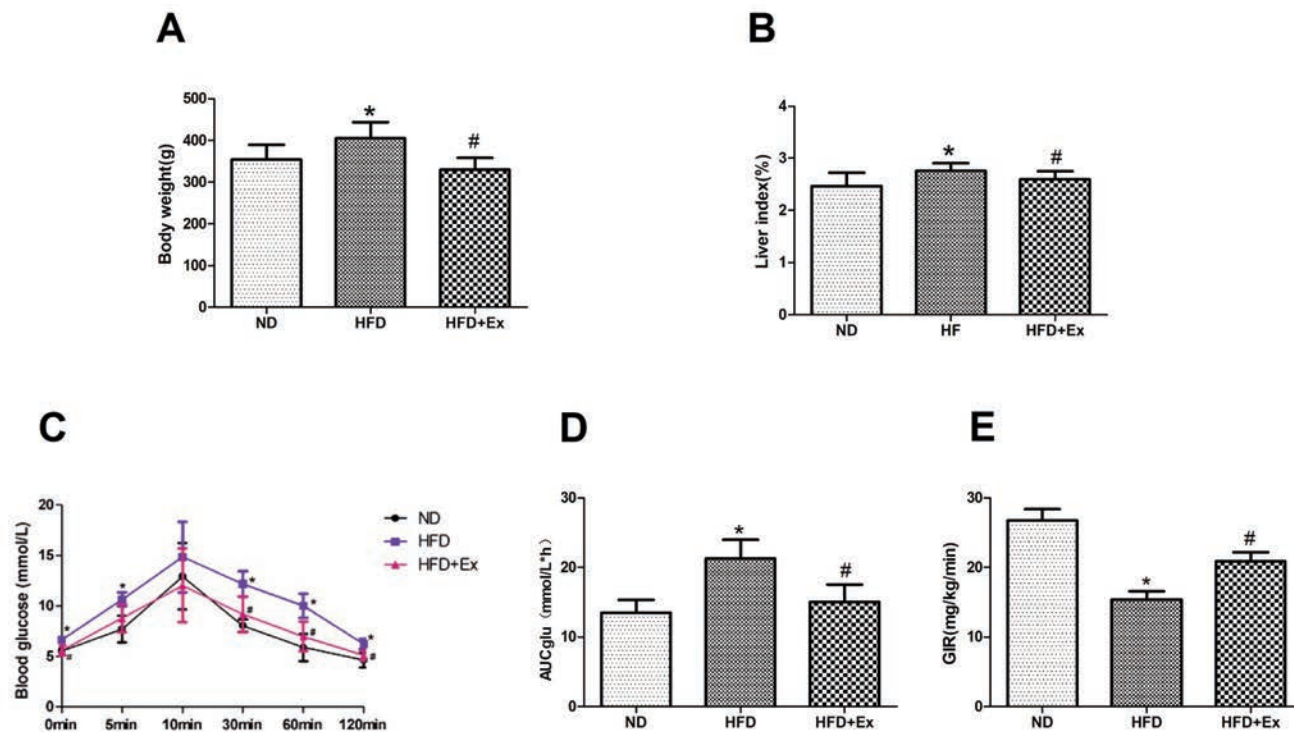 A
Body weight(g)
500
400
300
200
100
0
*
#
ND HFD HFD+Ex
B
Liver index(%)
4
3
2
1
0
*
#
ND HF HFD+Ex
C
Blood glucose (mmol/L)
20
15
10
5
0
* * * * *
# # # #
0min 5min 10min 30min 60min 120min
ND
HFD
HFD+Ex
D
AUCglu (mmol/L*h)
30
20
10
0
*
#
ND HFD HFD+Ex
E
GIR(mg/kg/min)
30
20
10
0
*
#
ND HFD HFD+Ex